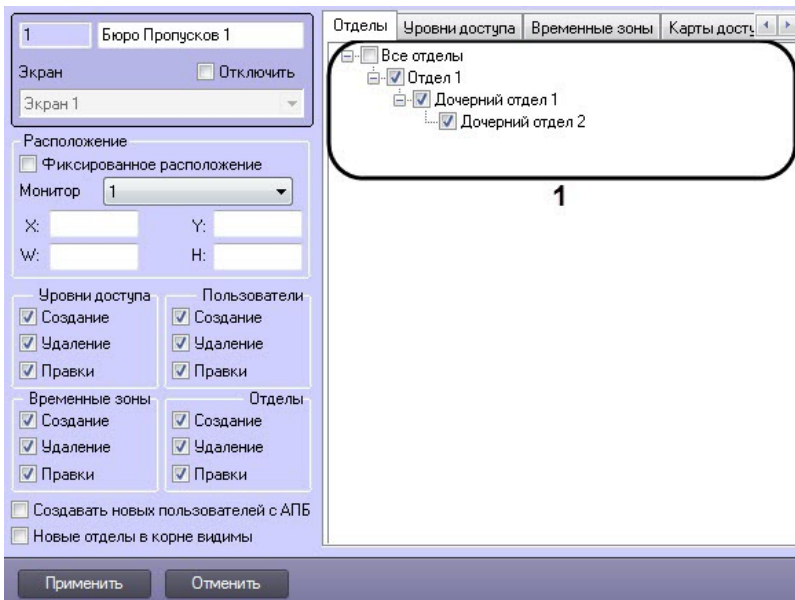 1 Бюро Пропусков 1
Экран Отключить
Экран 1
Расположение
Фиксированное расположение
Монитор 1
X: Y:
W: H:
Уровни доступа Пользователи
Создание Создание
Удаление Удаление
Правки Правки
Временные зоны Отделы
Создание Создание
Удаление Удаление
Правки Правки
Создавать новых пользователей с АПБ
Новые отделы в корне видимы
Применить Отменить
Отделы Уровни доступа Временные зоны Карты досту
Все отделы
Отдел 1
Дочерний отдел 1
Дочерний отдел 2
1